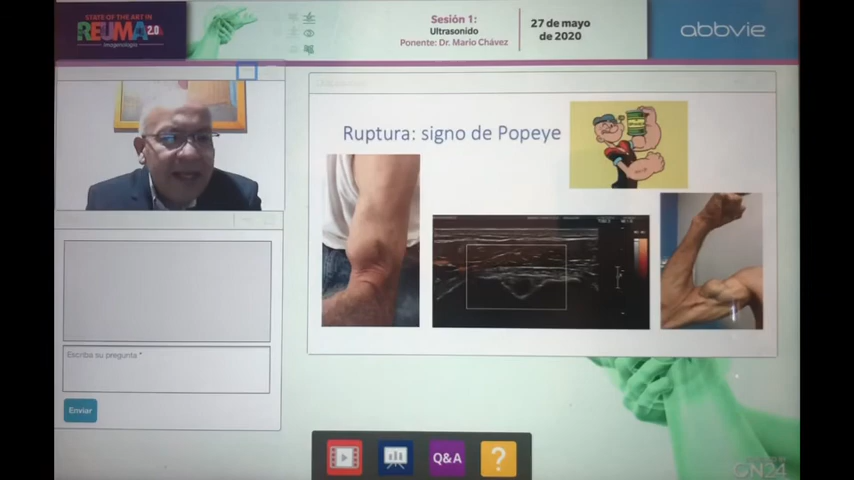 STATE OF THE ART IN
REUMA 2.0
Imagenología
Sesión 1:
Ultrasonido
Ponente: Dr. Mario Chávez
27 de mayo
de 2020
abbvie
Ruptura: signo de Popeye
Escriba su pregunta *
Enviar
Q&A
?
ON24